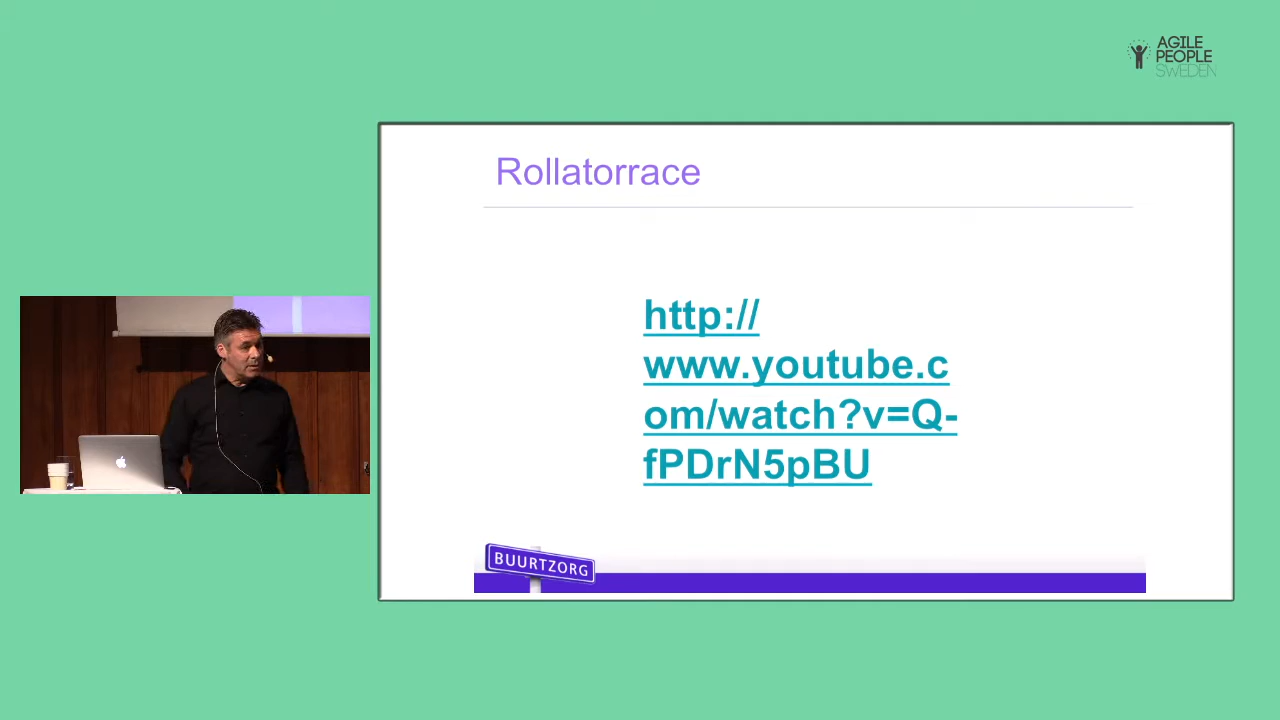 AGILE
PEOPLE
SWEDEN
Rollatorrace
http://
www.youtube.c
om/watch?v=Q-
fPDrN5pBU
BUURTZORG